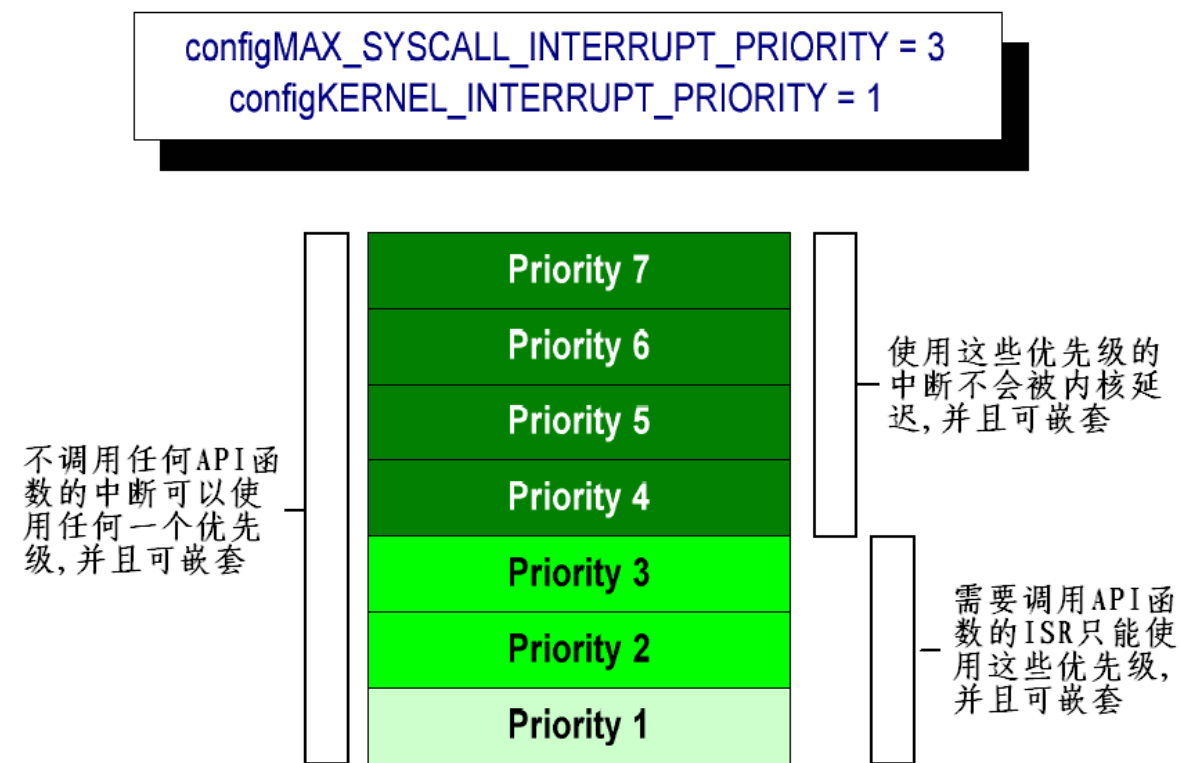 configMAX_SYSCALL_INTERRUPT_PRIORITY = 3
configKERNEL_INTERRUPT_PRIORITY = 1
Priority 7
Priority 6
Priority 5
Priority 4
Priority 3
Priority 2
Priority 1
不调用任何API函
数的中断可以使
用任何一个优先
级,并且可嵌套
使用这些优先级的
中断不会被内核延
迟,并且可嵌套
需要调用API函
数的ISR只能使
用这些优先级,
并且可嵌套